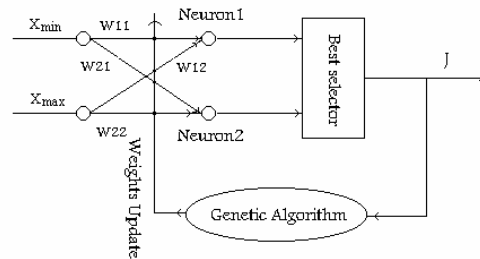 Xmin
W11
Neuron1
W21
W12
Xmax
W22
Neuron2
Best selector
J
Weights Update
Genetic Algorithm